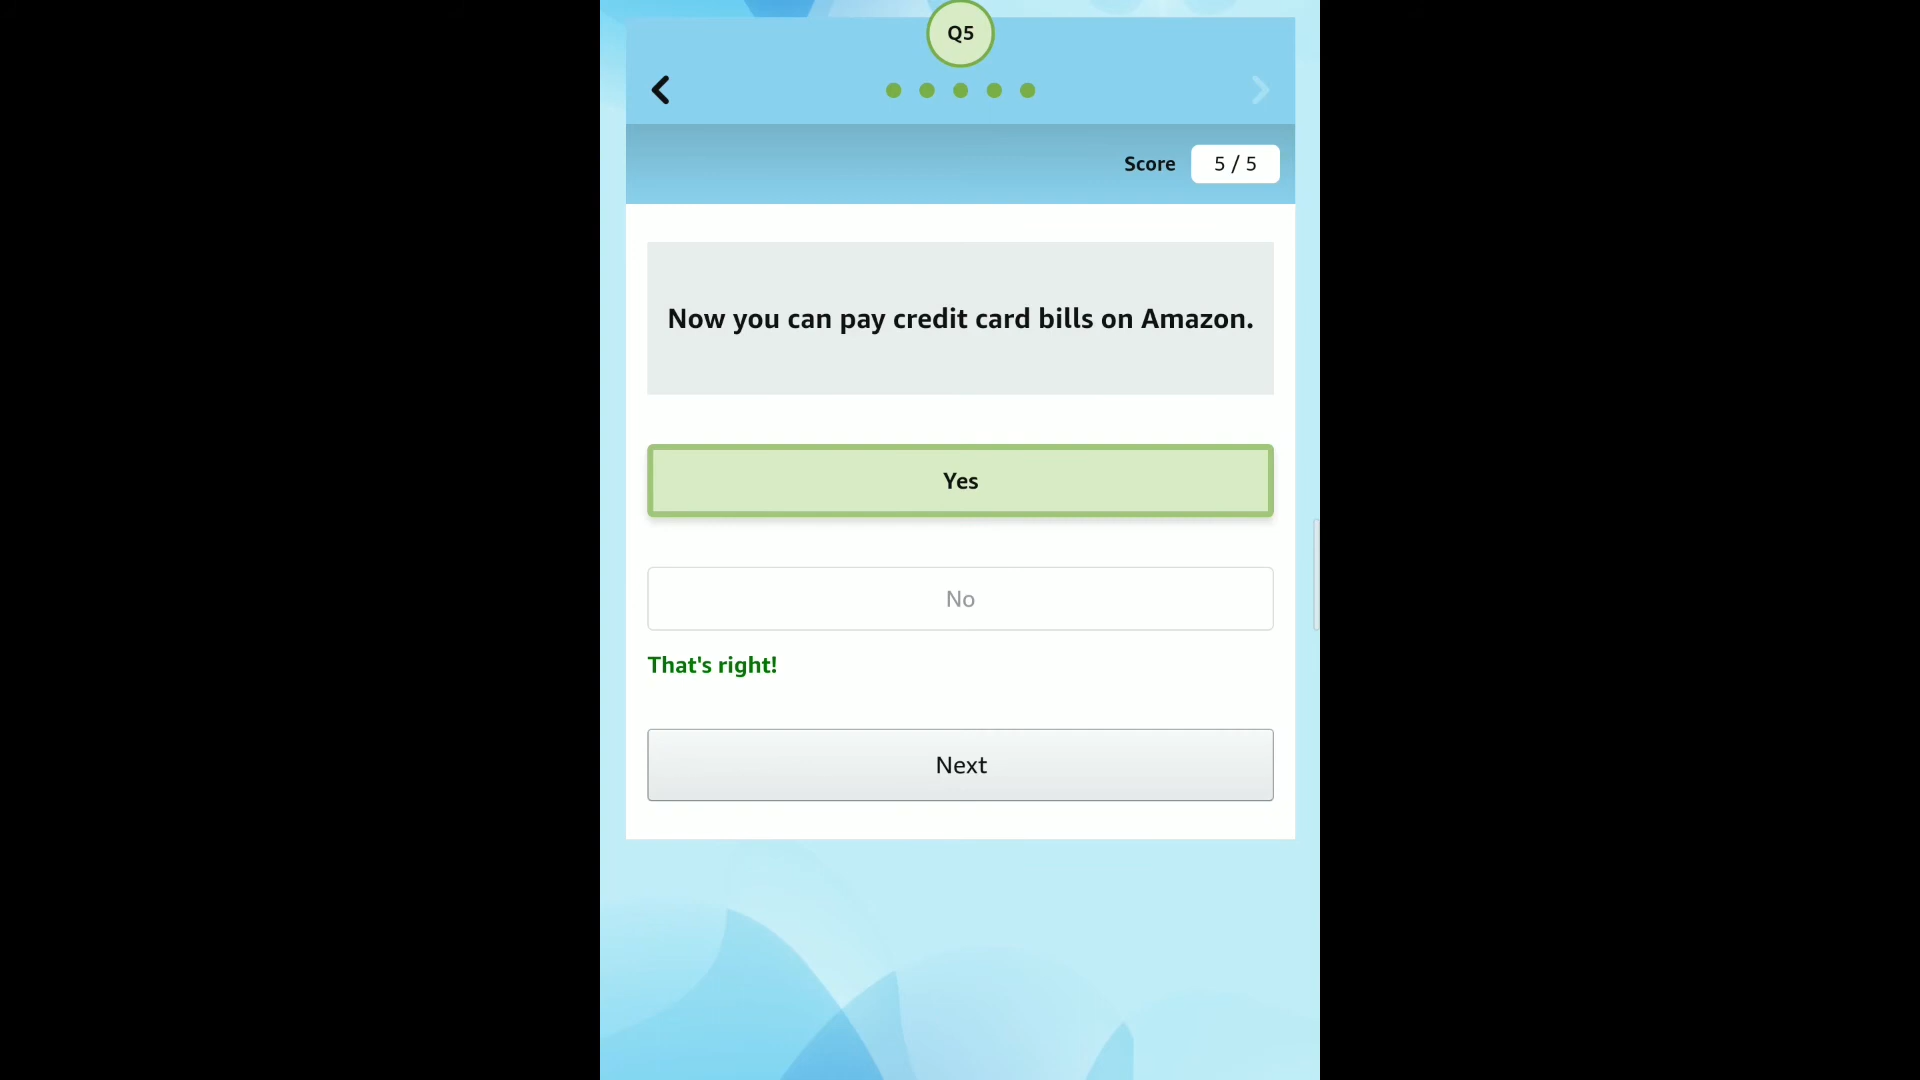 Q5
Score 5 / 5
Now you can pay credit card bills on Amazon.
Yes
No
That's right!
Next